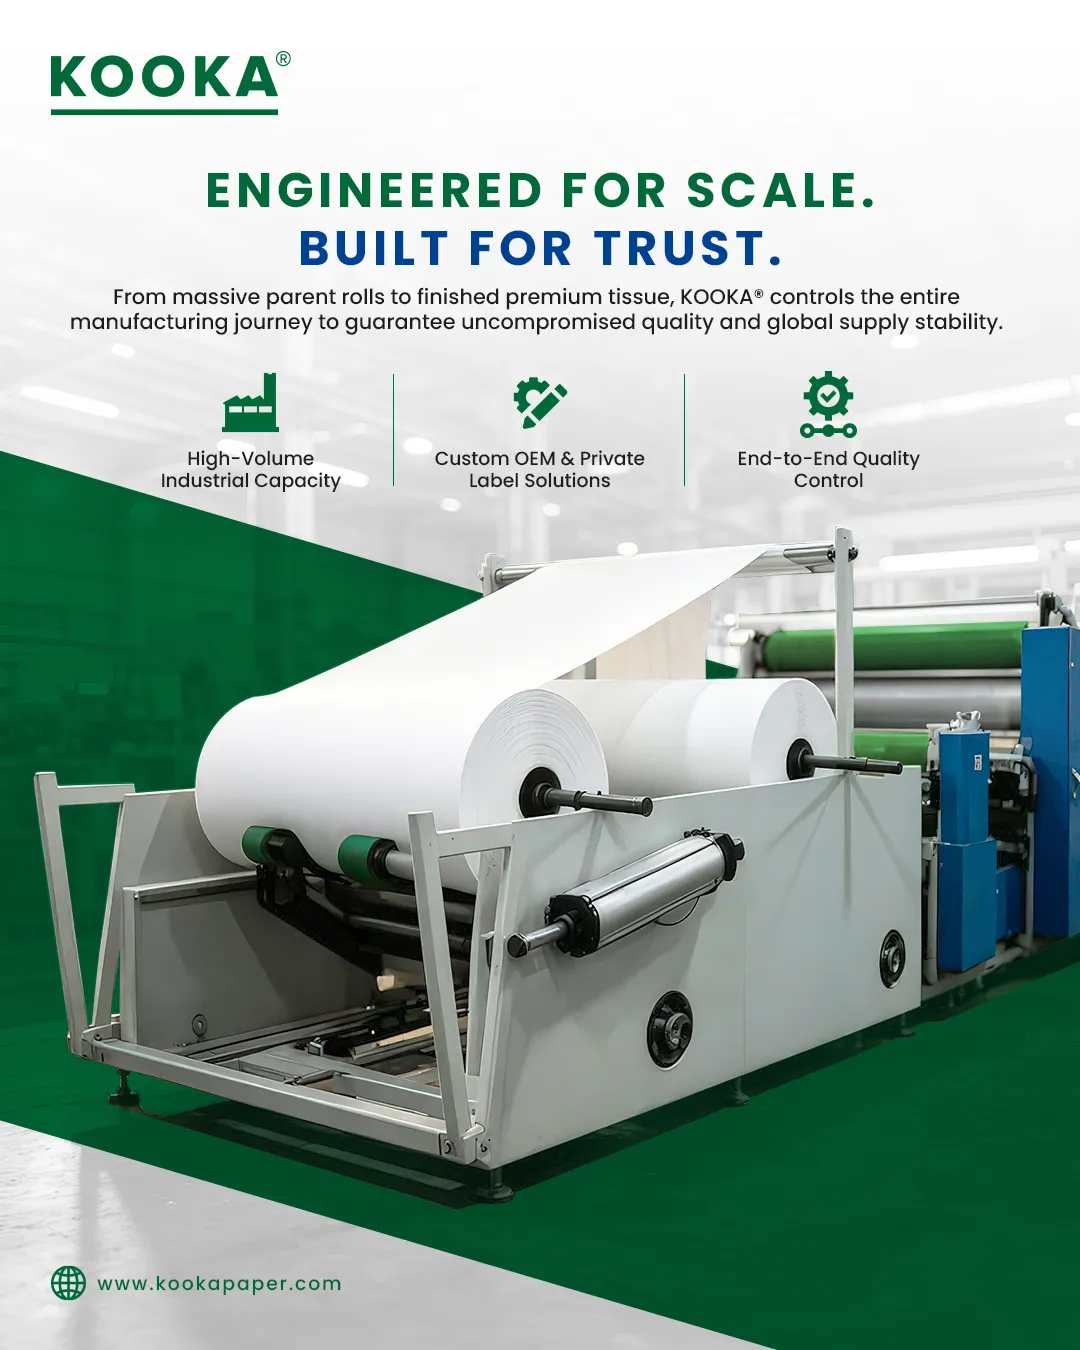 KOOKA®
ENGINEERED FOR SCALE.
BUILT FOR TRUST.
From massive parent rolls to finished premium tissue, KOOKA® controls the entire
manufacturing journey to guarantee uncompromised quality and global supply stability.
High-Volume
Industrial Capacity
Custom OEM & Private
Label Solutions
End-to-End Quality
Control
www.kookapaper.com